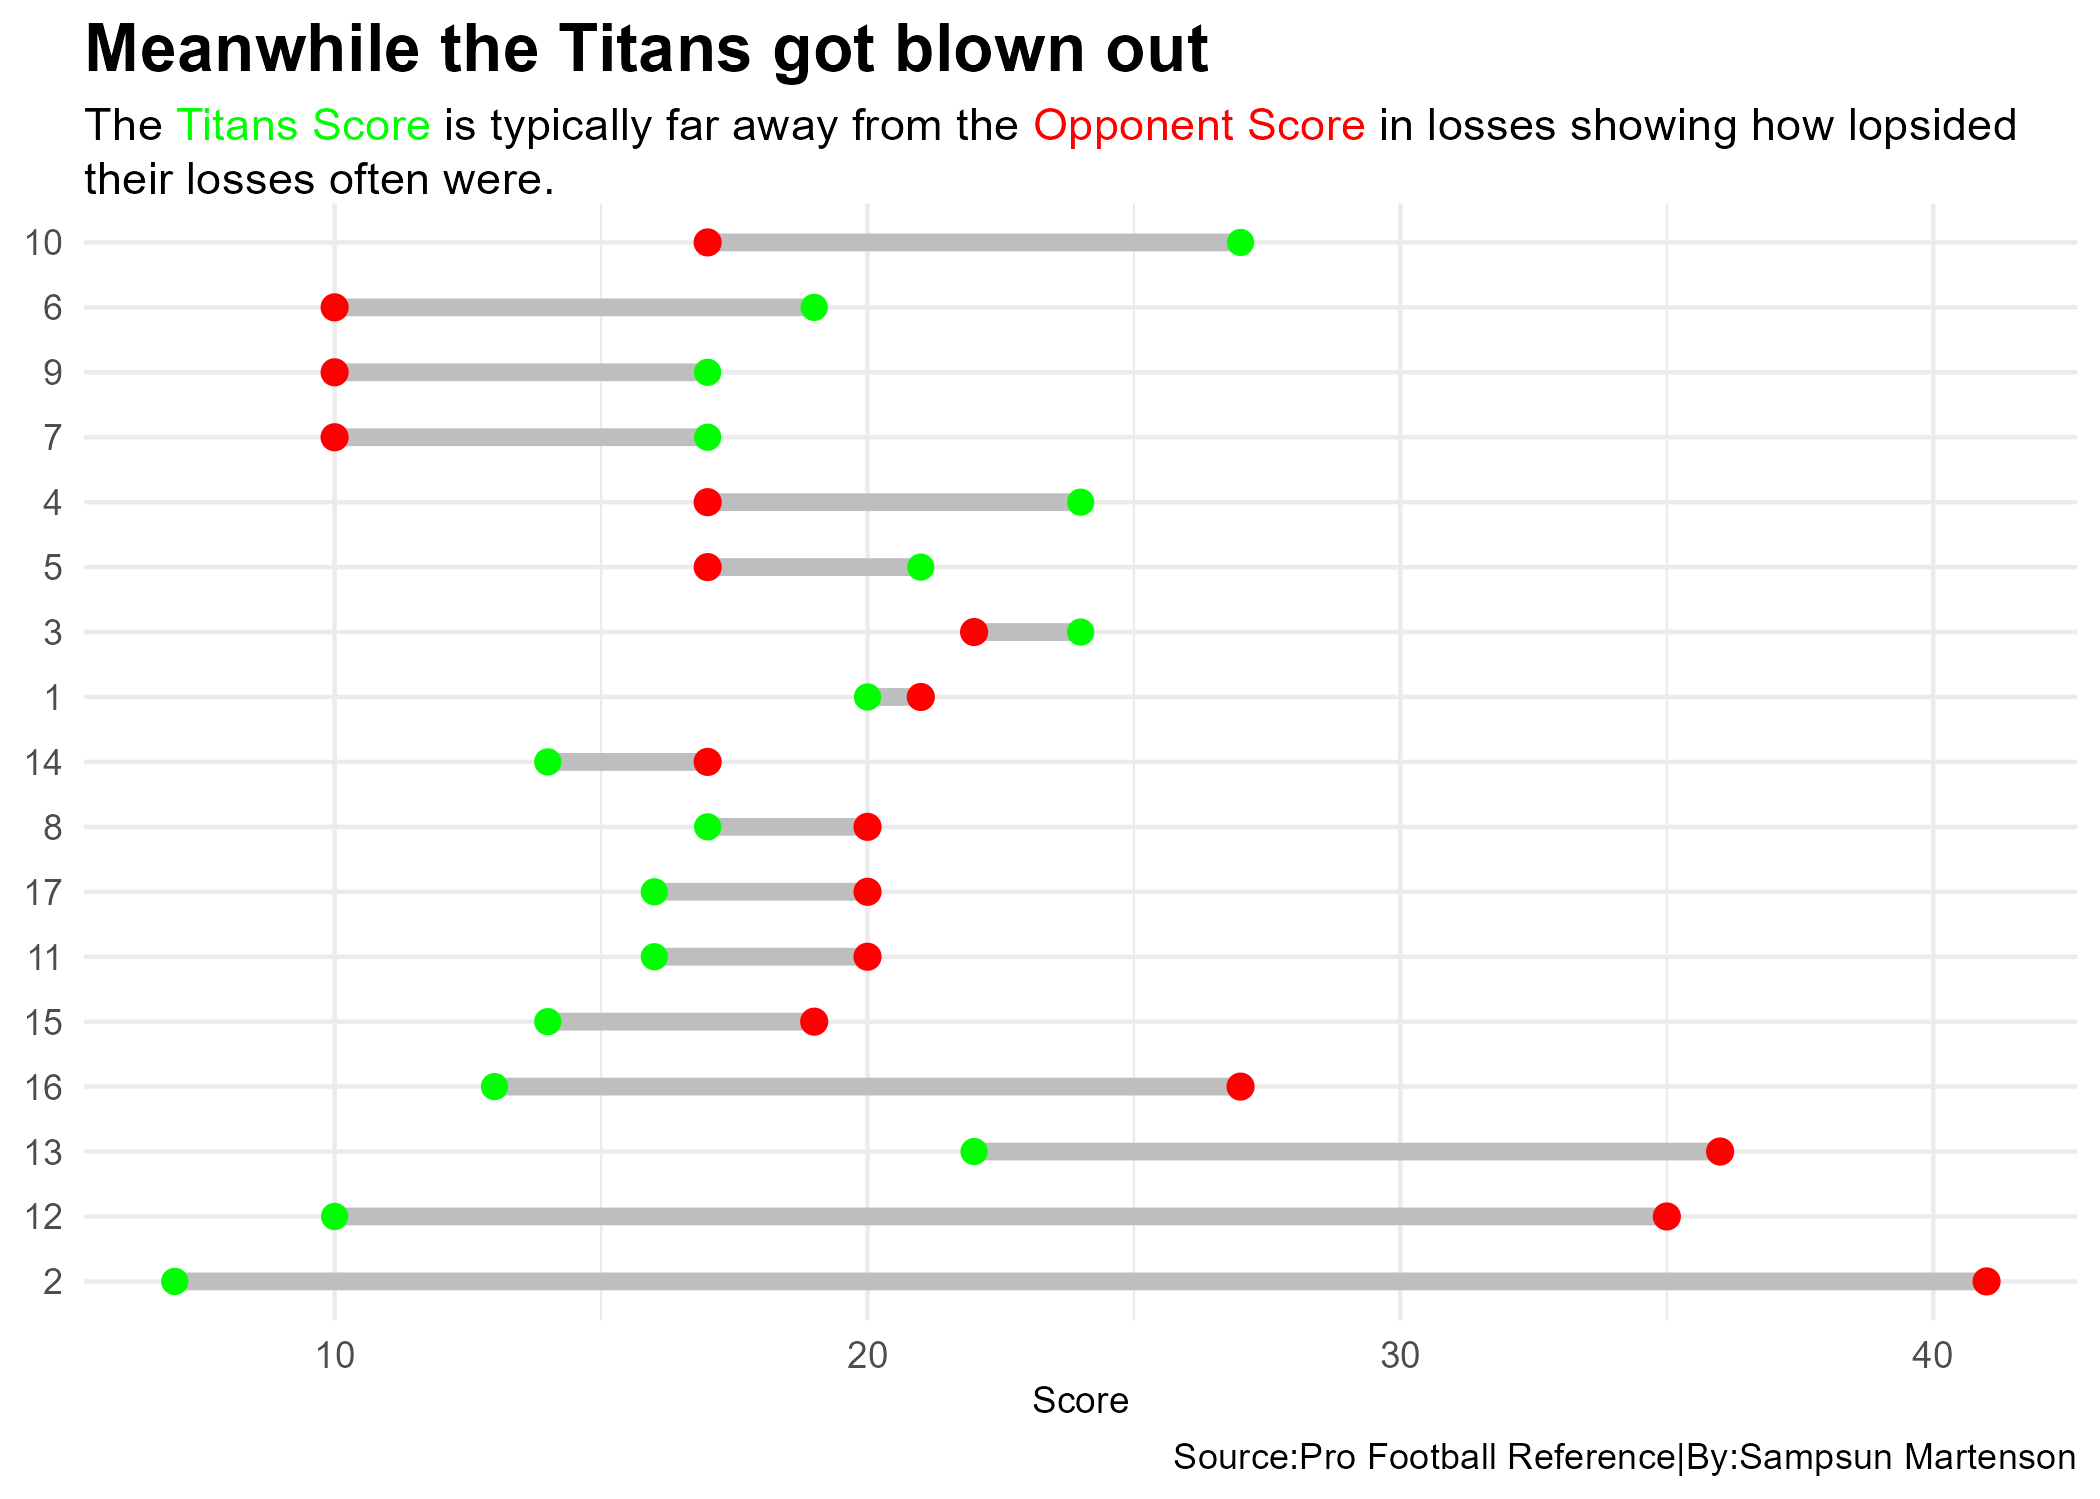 Meanwhile the Titans got blown out
The Titans Score is typically far away from the Opponent Score in losses showing how lopsided
their losses often were.
10
6
9
7
4
5
3
1
14
8
17
11
15
16
13
12
2
10 20 30 40
Score
Source:Pro Football Reference|By:Sampsun Martenson